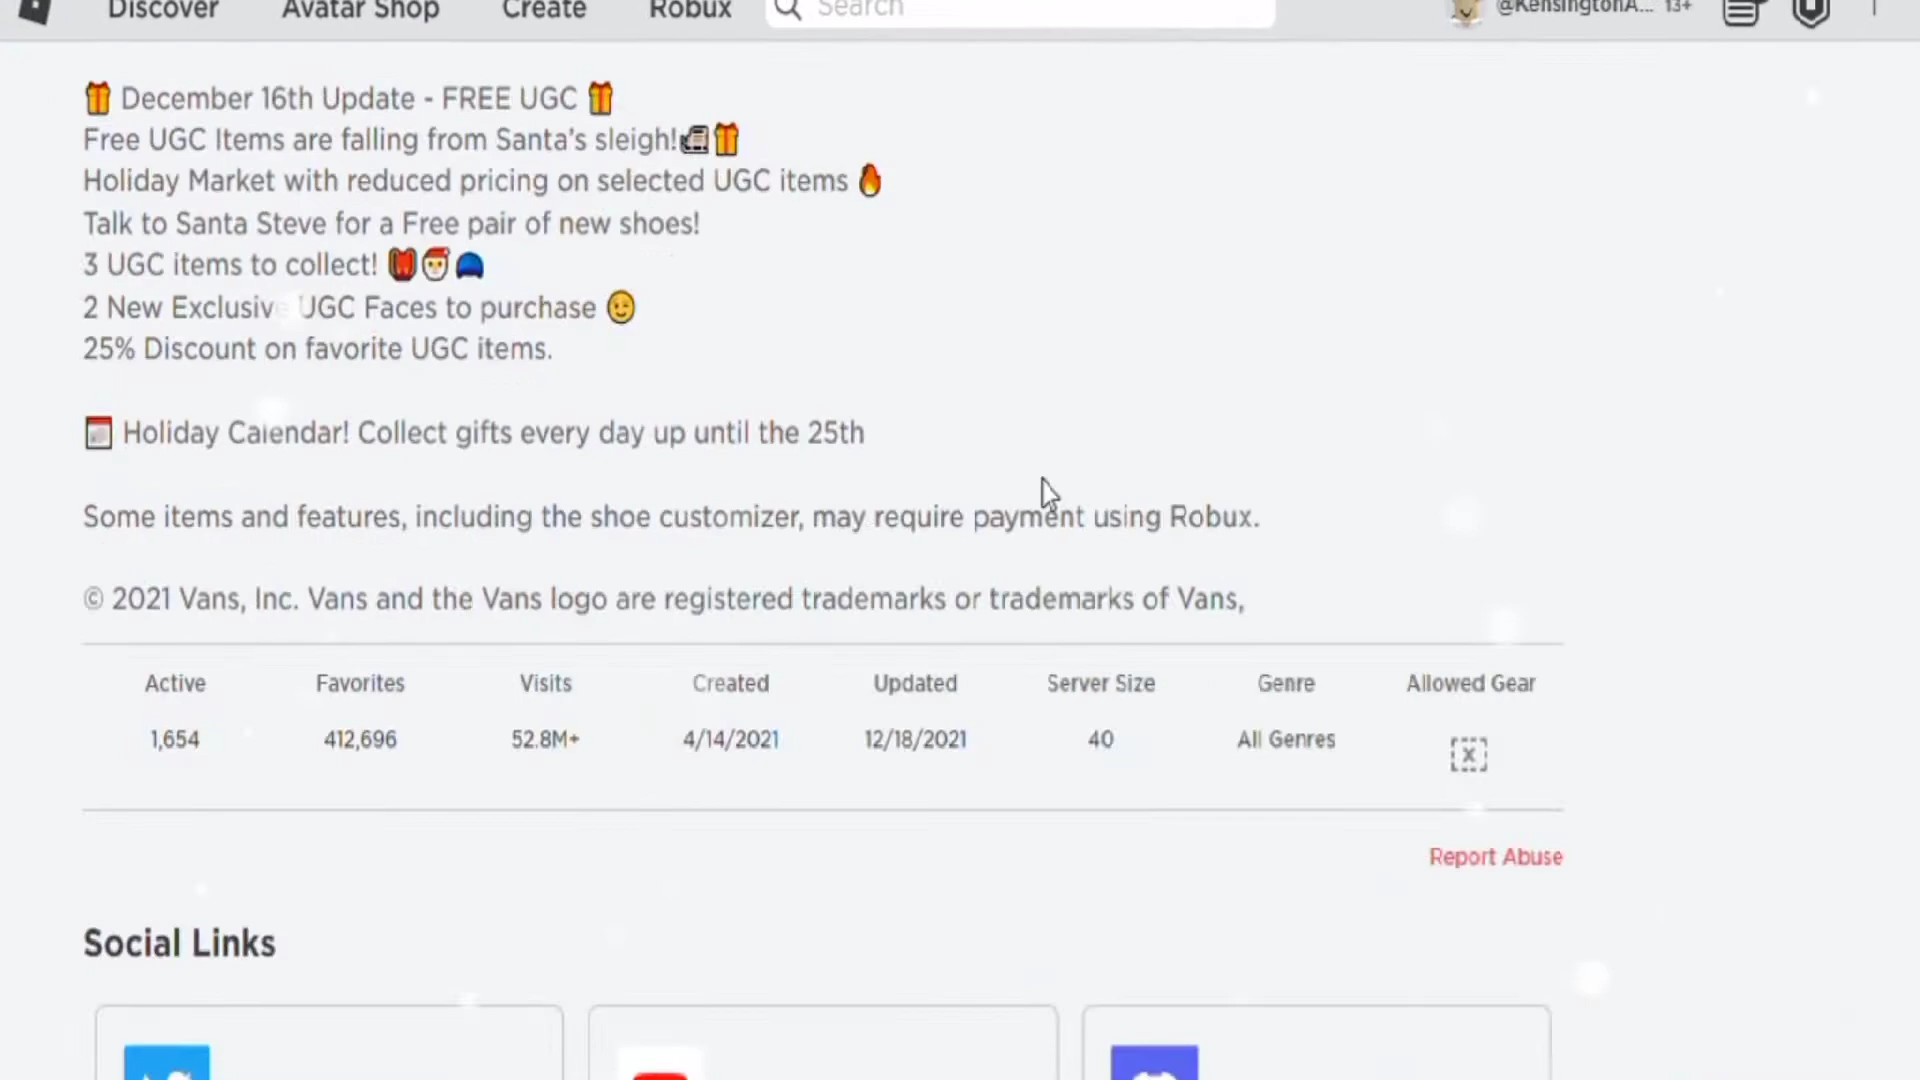 Discover Avatar Shop Create Robux Search @KensingtonA... 13+
December 16th Update - FREE UGC
Free UGC Items are falling from Santa's sleigh!
Holiday Market with reduced pricing on selected UGC items
Talk to Santa Steve for a Free pair of new shoes!
3 UGC items to collect!
2 New Exclusive UGC Faces to purchase
25% Discount on favorite UGC items.
Holiday Calendar! Collect gifts every day up until the 25th
Some items and features, including the shoe customizer, may require payment using Robux.
© 2021 Vans, Inc. Vans and the Vans logo are registered trademarks or trademarks of Vans,
Active Favorites Visits Created Updated Server Size Genre Allowed Gear
1,654 412,696 52.8M+ 4/14/2021 12/18/2021 40 All Genres
Report Abuse
Social Links